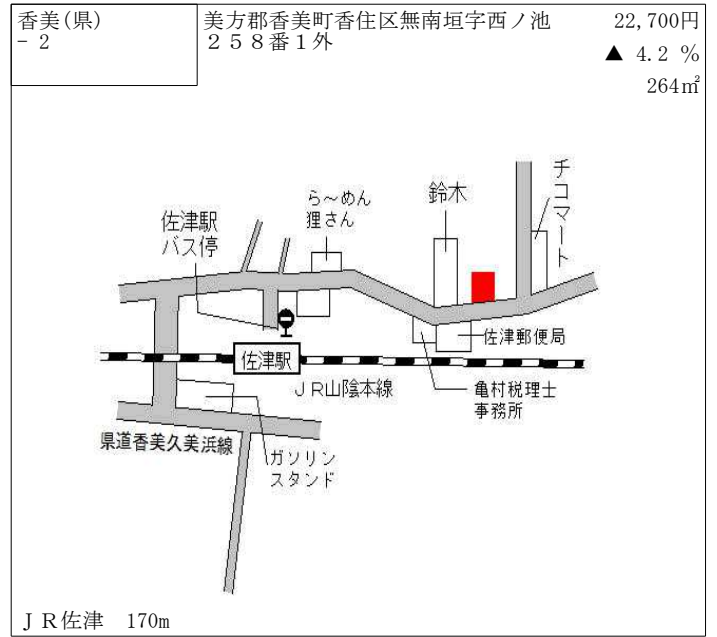 香美(県)
－2
美方郡香美町香住区無南垣字西ノ池
２５８番１外
22,700円
▲ 4.2 %
264㎡
チコマート
鈴木
ら～めん
狸さん
佐津駅
バス停
佐津郵便局
佐津駅
ＪＲ山陰本線
亀村税理士
事務所
県道香美久美浜線
ガソリン
スタンド
ＪＲ佐津　170m